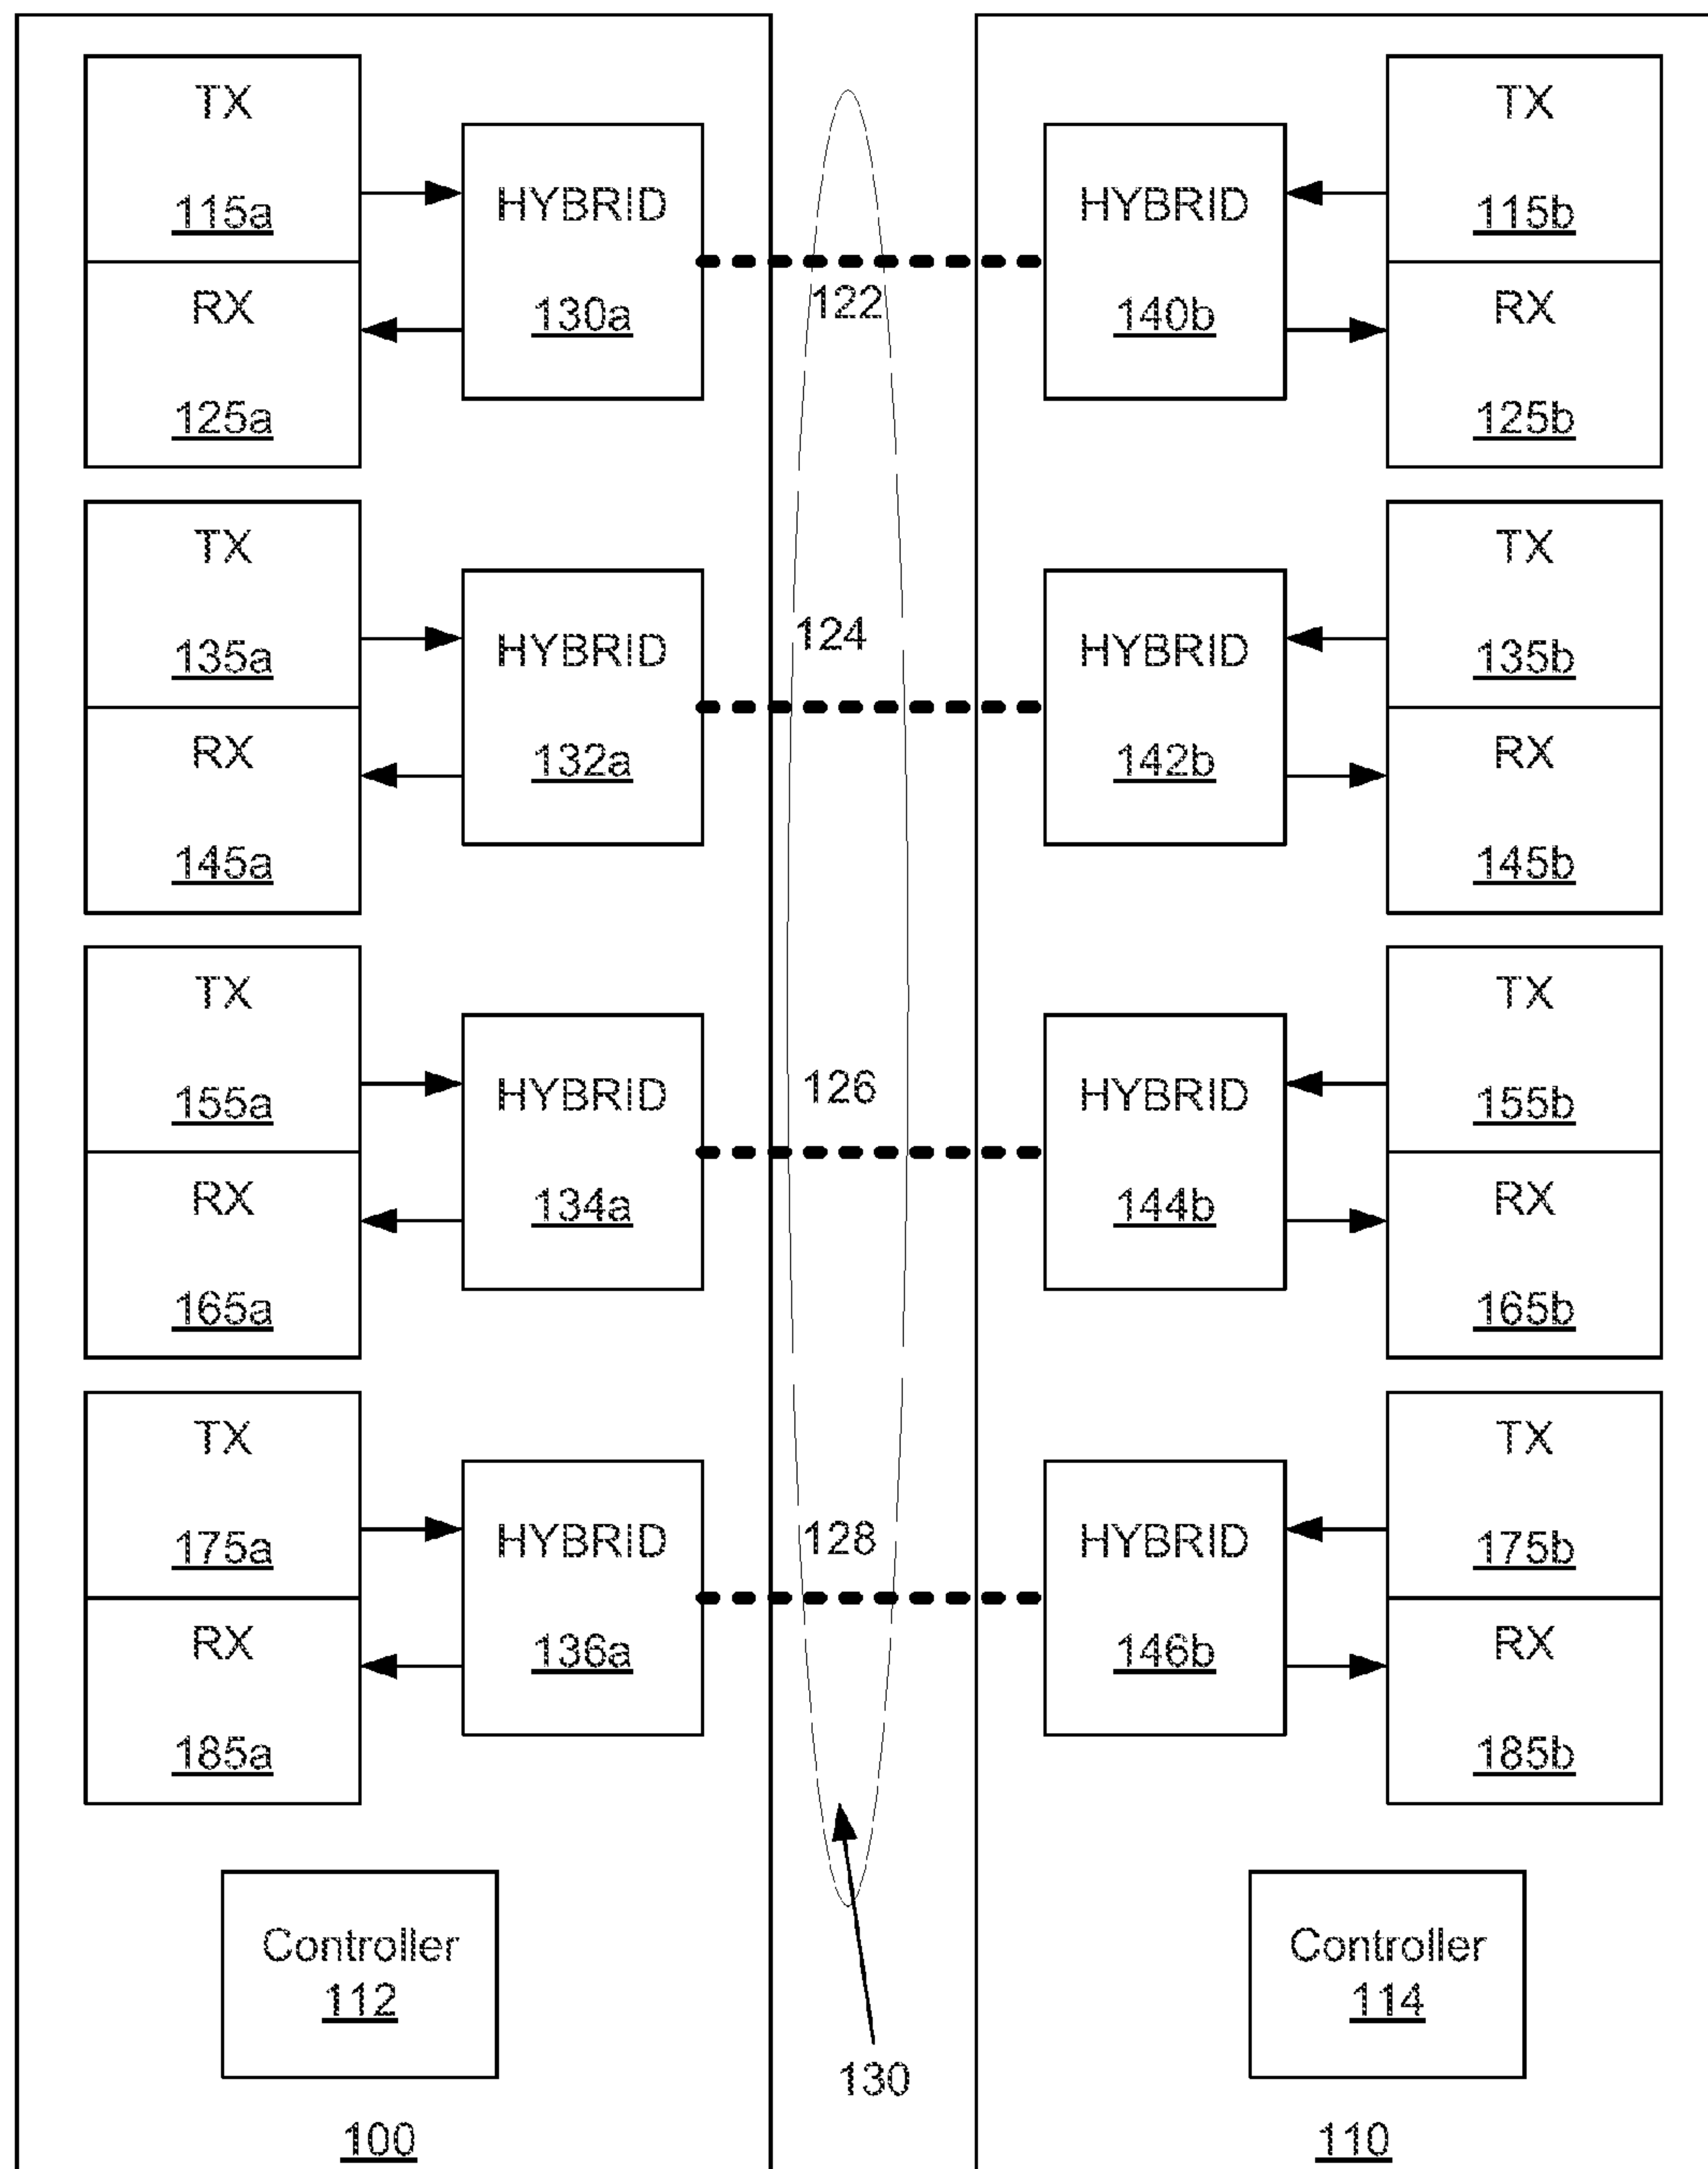 TX
115a
RX
125a
HYBRID
130a
122
HYBRID
140b
TX
115b
RX
125b
TX
135a
RX
145a
HYBRID
132a
124
HYBRID
142b
TX
135b
RX
145b
TX
155a
RX
165a
HYBRID
134a
126
HYBRID
144b
TX
155b
RX
165b
TX
175a
RX
185a
HYBRID
136a
128
HYBRID
146b
TX
175b
RX
185b
Controller
112
100
130
Controller
114
110